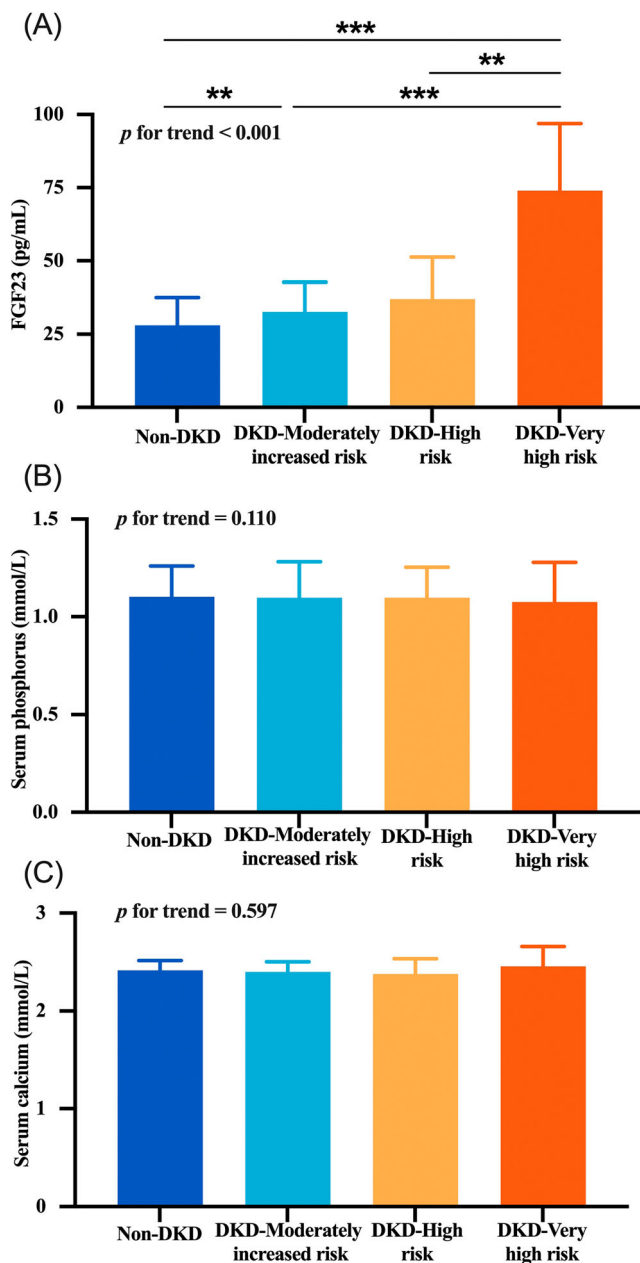 (A)
***
**
**
***
p for trend < 0.001
100
75
50
25
0
FGF23 (pg/mL)
Non-DKD
DKD-Moderately
increased risk
DKD-High
risk
DKD-Very
high risk
(B)
p for trend = 0.110
1.5
1.0
0.5
0.0
Serum phosphorus (mmol/L)
Non-DKD
DKD-Moderately
increased risk
DKD-High
risk
DKD-Very
high risk
(C)
p for trend = 0.597
3
2
1
0
Serum calcium (mmol/L)
Non-DKD
DKD-Moderately
increased risk
DKD-High
risk
DKD-Very
high risk